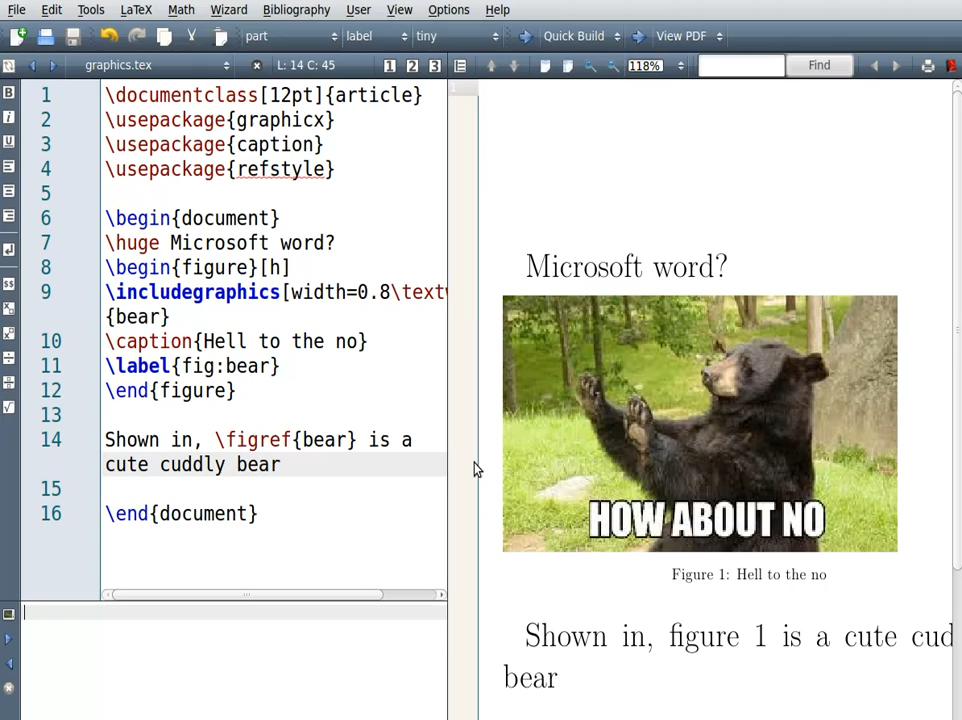 File Edit Tools LaTeX Math Wizard Bibliography User View Options Help
part label tiny Quick Build View PDF
graphics.tex L: 14 C: 45 1 2 3 118% Find
1 \documentclass[12pt]{article}
2 \usepackage{graphicx}
3 \usepackage{caption}
4 \usepackage{refstyle}
5
6 \begin{document}
7 \huge Microsoft word?
8 \begin{figure}[h]
9 \includegraphics[width=0.8\textw
{bear}
10 \caption{Hell to the no}
11 \label{fig:bear}
12 \end{figure}
13
14 Shown in, \figref{bear} is a
cute cuddly bear
15
16 \end{document}
1
Microsoft word?
HOW ABOUT NO
Figure 1: Hell to the no
Shown in, figure 1 is a cute cud
bear